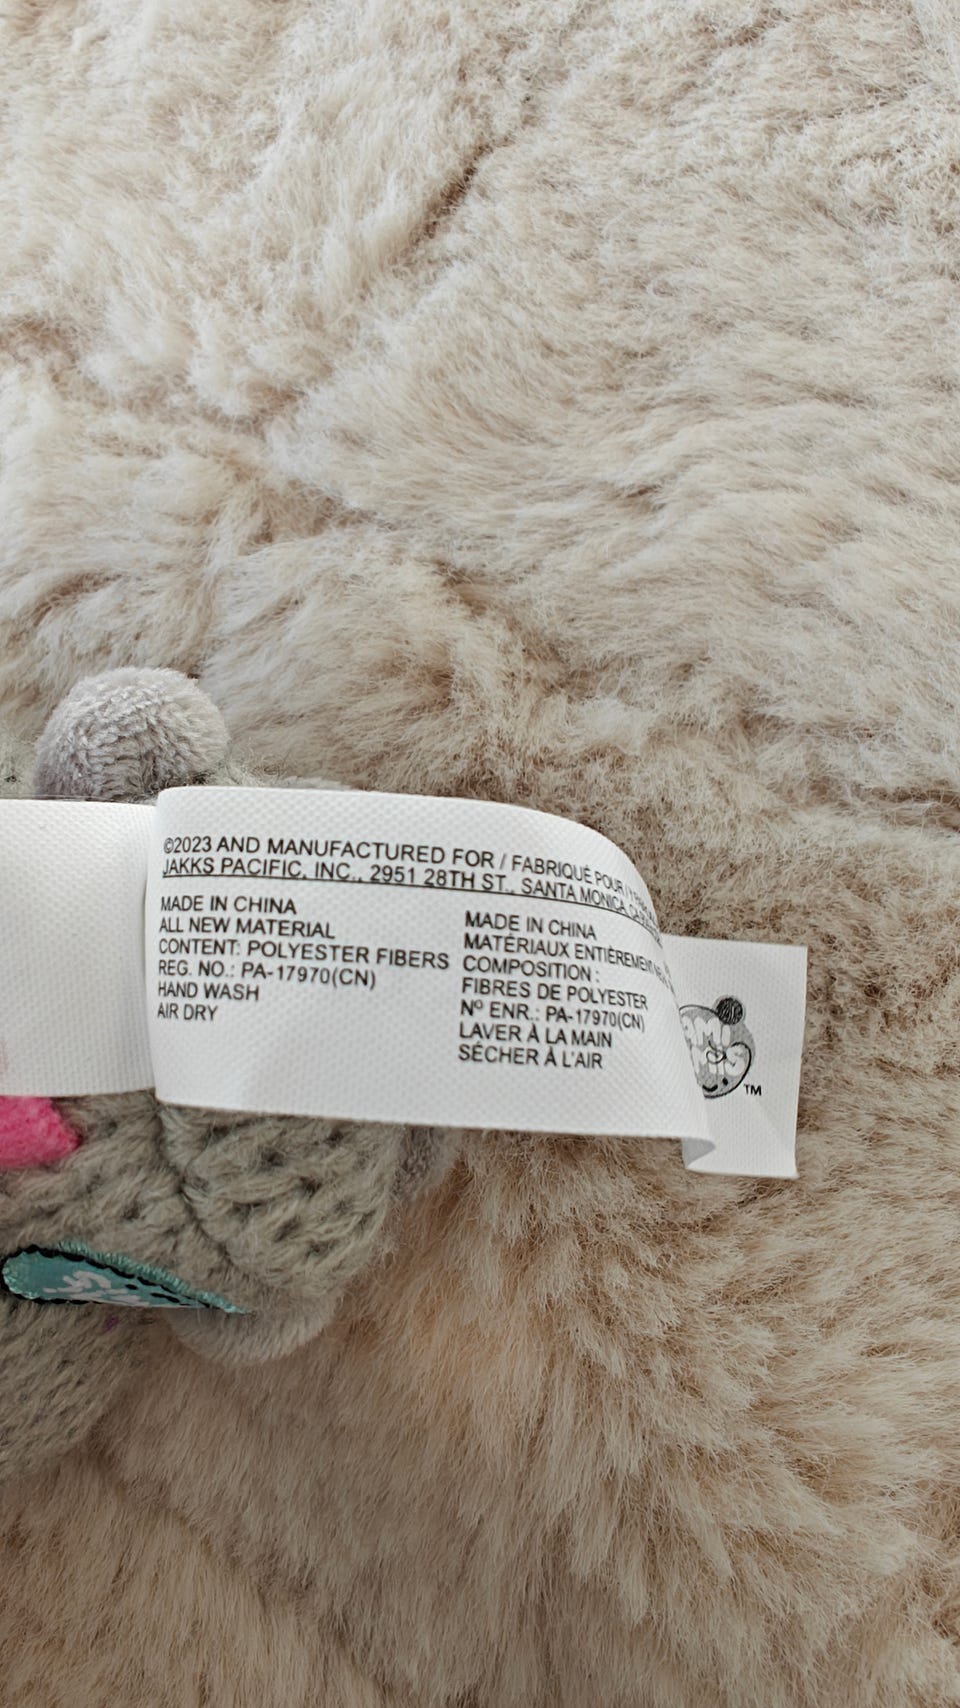 ©2023 AND MANUFACTURED FOR / FABRIQUÉ POUR /
JAKKS PACIFIC, INC., 2951 28TH ST., SANTA MONICA,
MADE IN CHINA
ALL NEW MATERIAL
CONTENT: POLYESTER FIBERS
REG. NO.: PA-17970(CN)
HAND WASH
AIR DRY
MADE IN CHINA
MATÉRIAUX
COMPOSITION :
FIBRES DE POLYESTER
Nº ENR.: PA-17970(CN)
LAVER À LA MAIN
SÉCHER À L'AIR
TM